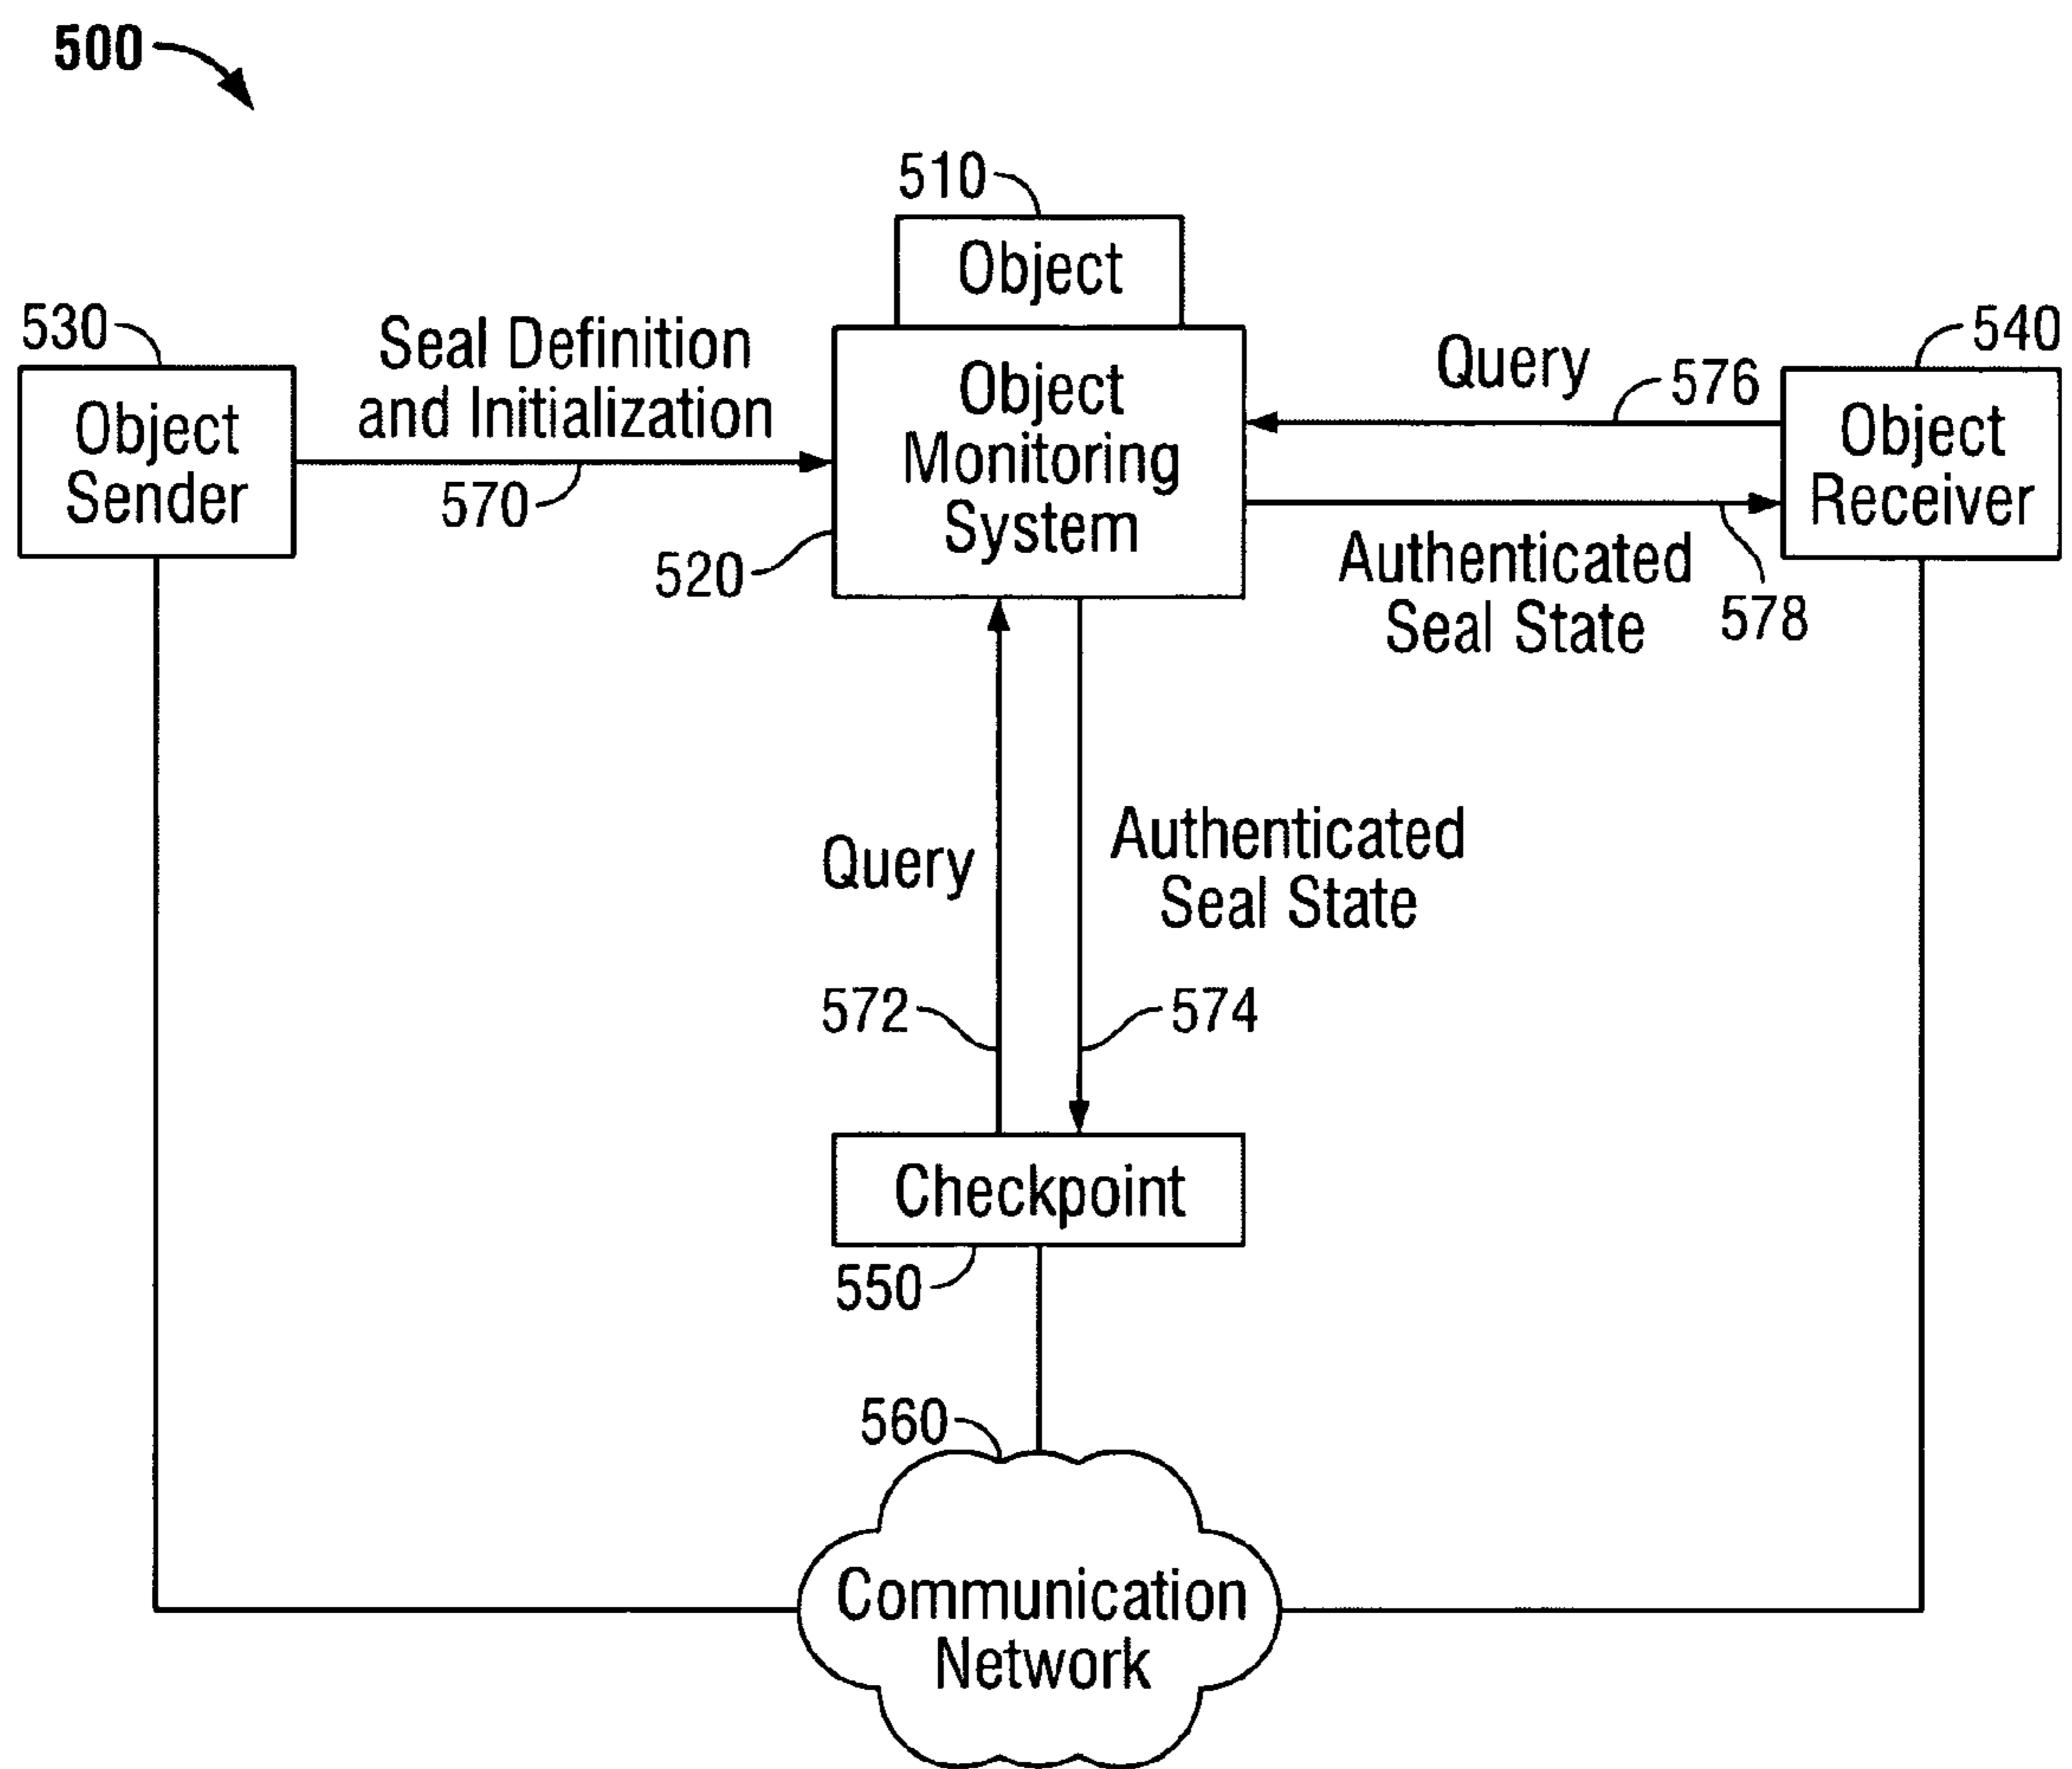 500
510
Object
530
Seal Definition
and Initialization
570
Object
Sender
Object
Monitoring
System
520
Query
576
540
Object
Receiver
Authenticated
Seal State
578
Query
Authenticated
Seal State
572
574
Checkpoint
550
560
Communication
Network